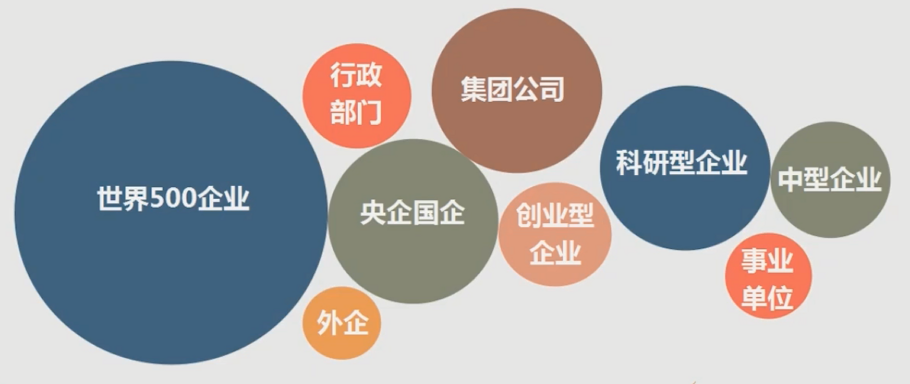 世界500企业
行政
部门
集团公司
央企国企
外企
创业型
企业
科研型企业
中型企业
事业
单位